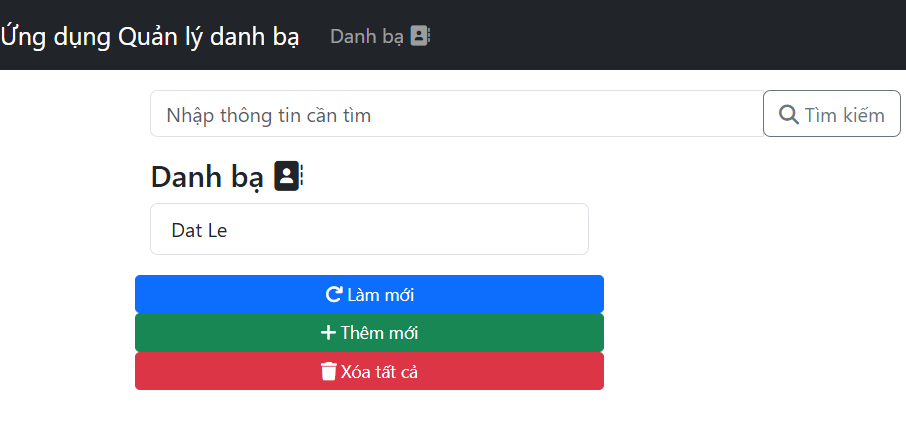 Ứng dụng Quản lý danh bạ Danh bạ
Nhập thông tin cần tìm Tìm kiếm
Danh bạ
Dat Le
Làm mới
Thêm mới
Xóa tất cả